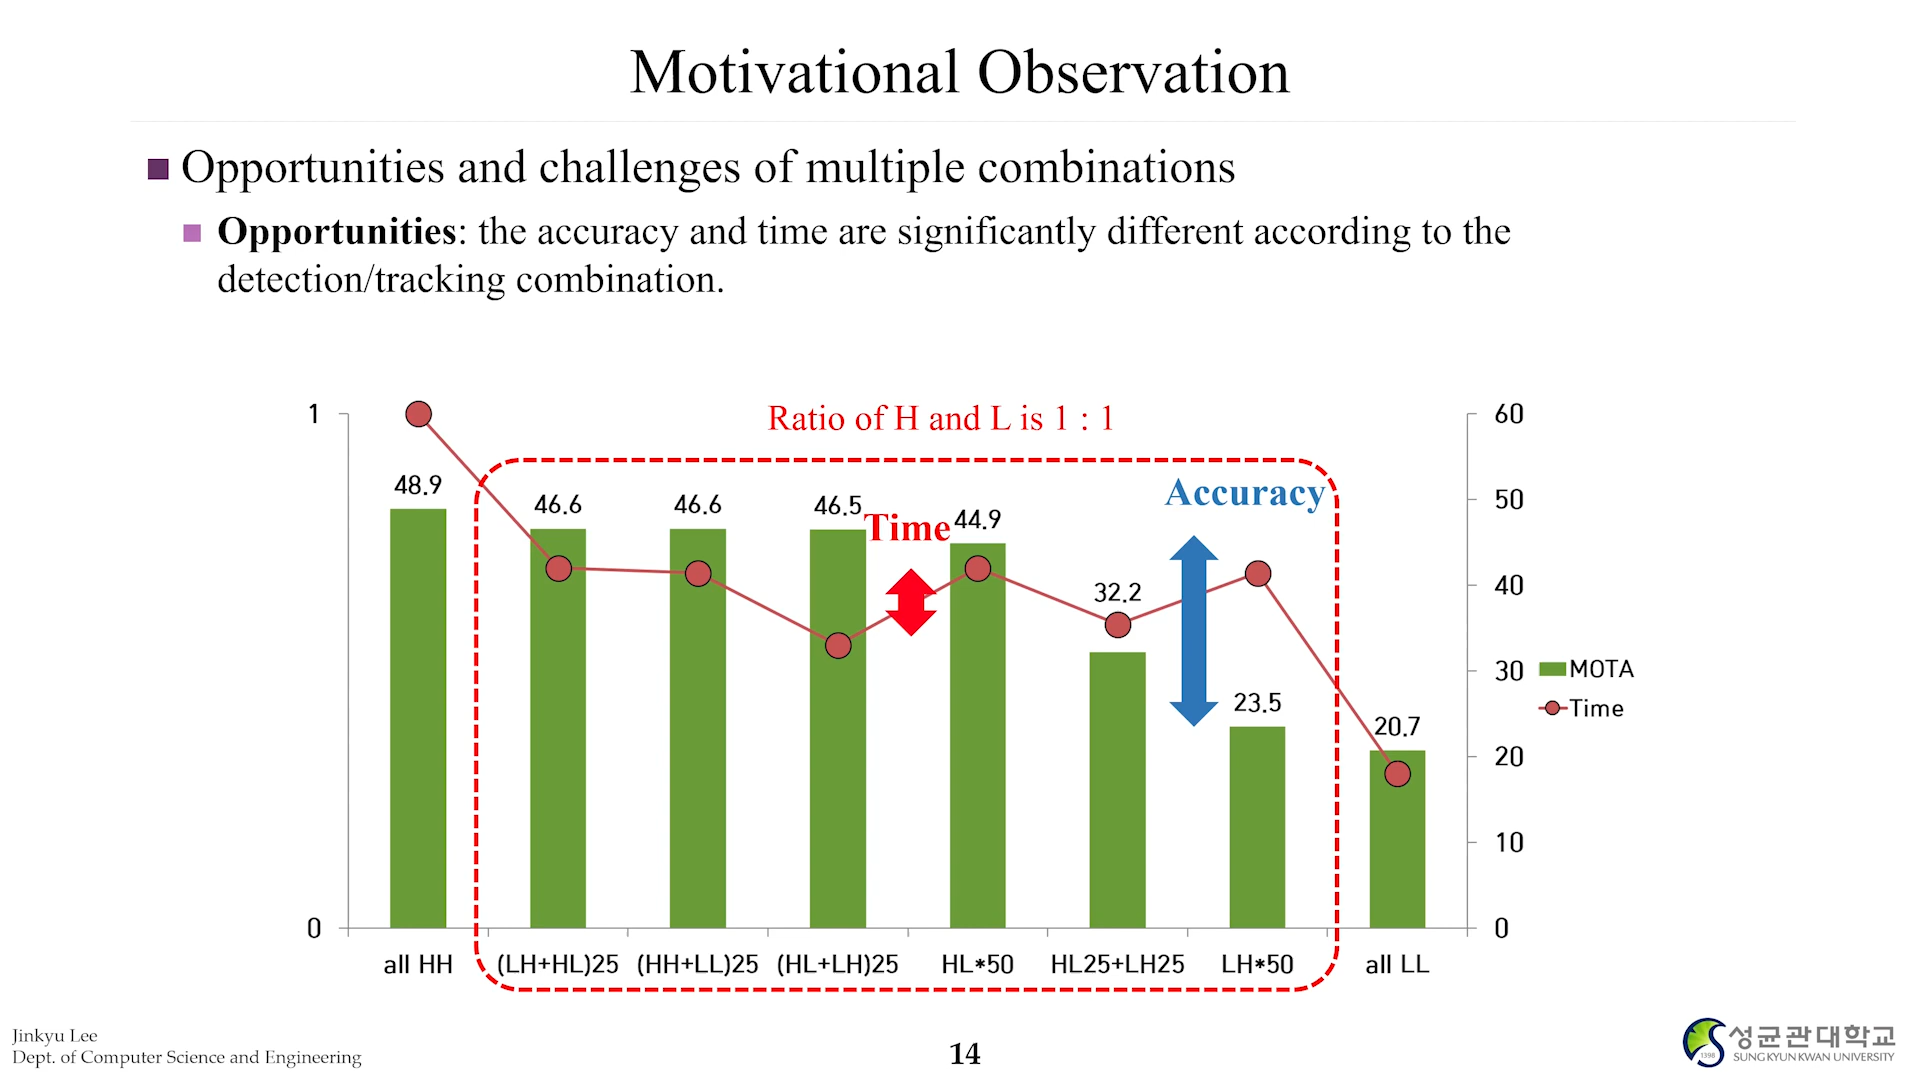 Motivational Observation
Opportunities and challenges of multiple combinations
Opportunities: the accuracy and time are significantly different according to the
detection/tracking combination.
Ratio of H and L is 1 : 1
1
0
60
50
40
30
20
10
0
48.9
46.6
46.6
46.5
44.9
32.2
23.5
20.7
Time
Accuracy
MOTA
Time
all HH
(LH+HL)25
(HH+LL)25
(HL+LH)25
HL*50
HL25+LH25
LH*50
all LL
Jinkyu Lee
Dept. of Computer Science and Engineering
14
1398
성균관대학교
SUNG KYUN KWAN UNIVERSITY